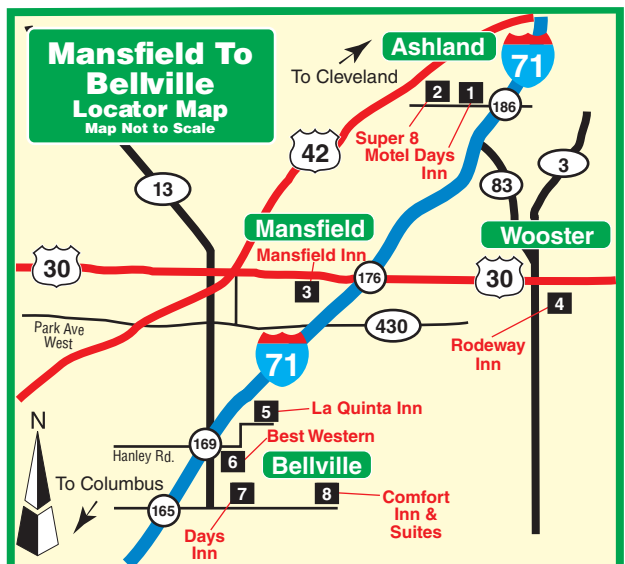 Mansfield To
Bellville
Locator Map
Map Not to Scale
Ashland
71
To Cleveland
2
1
186
Super 8
Motel Days
Inn
42
3
13
83
Mansfield
Wooster
Mansfield Inn
30
176
30
3
4
Park Ave
West
430
Rodeway
Inn
71
N
5
La Quinta Inn
169
Best Western
Hanley Rd.
6
Bellville
To Columbus
7
8
Comfort
Inn &
Suites
165
Days
Inn